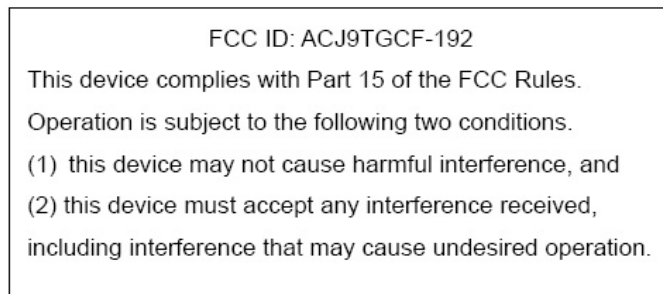 FCC ID: ACJ9TGCF-192
This device complies with Part 15 of the FCC Rules.
Operation is subject to the following two conditions.
(1) this device may not cause harmful interference, and
(2) this device must accept any interference received,
including interference that may cause undesired operation.